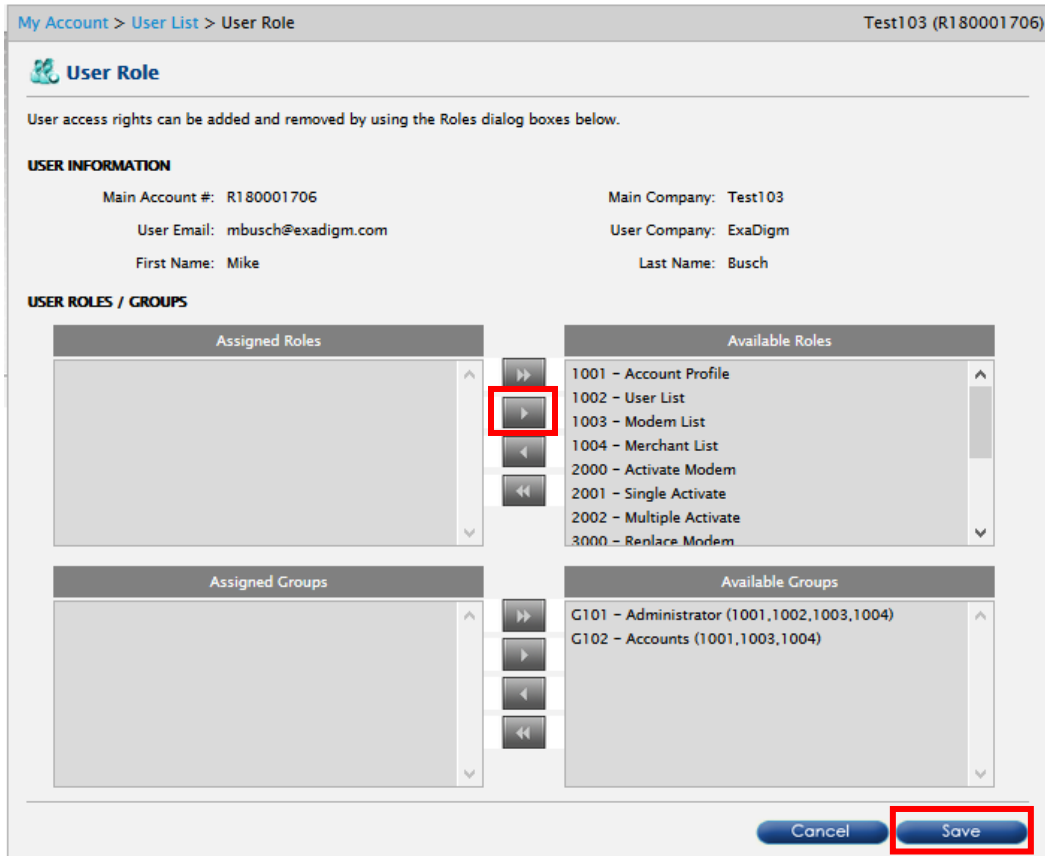 My Account > User List > User Role Test103 (R180001706)
User Role
User access rights can be added and removed by using the Roles dialog boxes below.
USER INFORMATION
Main Account #: R180001706 Main Company: Test103
User Email: mbusch@exadigm.com User Company: ExaDigm
First Name: Mike Last Name: Busch
USER ROLES / GROUPS
Assigned Roles Available Roles
1001 - Account Profile
1002 - User List
1003 - Modem List
1004 - Merchant List
2000 - Activate Modem
2001 - Single Activate
2002 - Multiple Activate
3000 - Replace Modem
Assigned Groups Available Groups
G101 - Administrator (1001,1002,1003,1004)
G102 - Accounts (1001,1003,1004)
Cancel Save